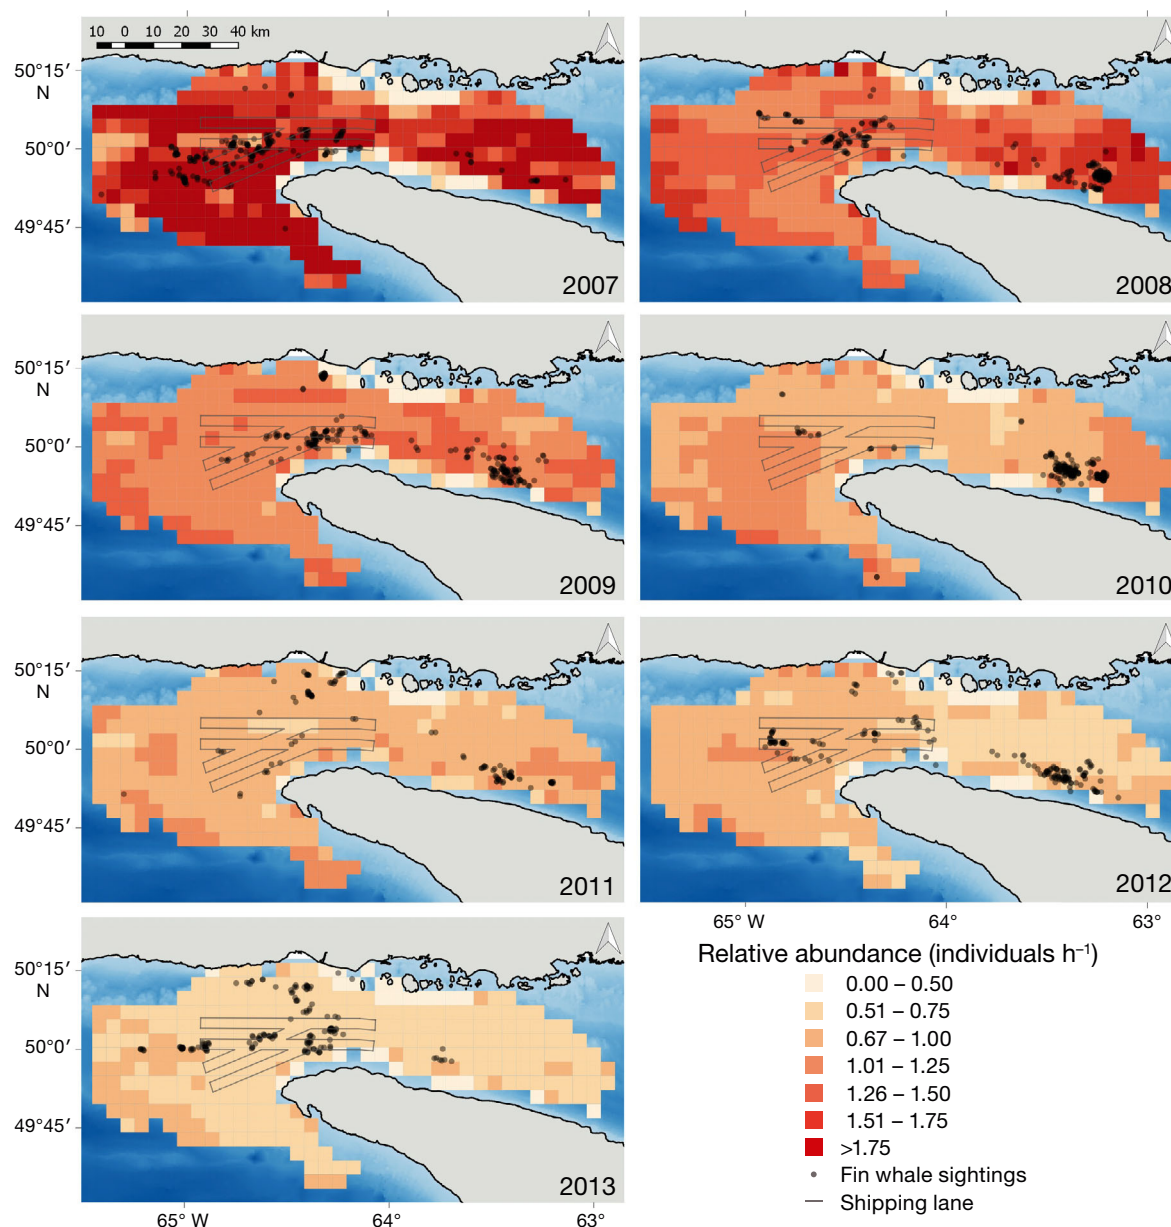 10 0 10 20 30 40 km
50°15′
N
50°0′
49°45′
2007
2008
50°15′
N
50°0′
49°45′
2009
2010
50°15′
N
50°0′
49°45′
2011
2012
65° W 64° 63°
50°15′
N
50°0′
49°45′
2013
65° W 64° 63°
Relative abundance (individuals h⁻¹)
0.00 – 0.50
0.51 – 0.75
0.67 – 1.00
1.01 – 1.25
1.26 – 1.50
1.51 – 1.75
>1.75
Fin whale sightings
Shipping lane